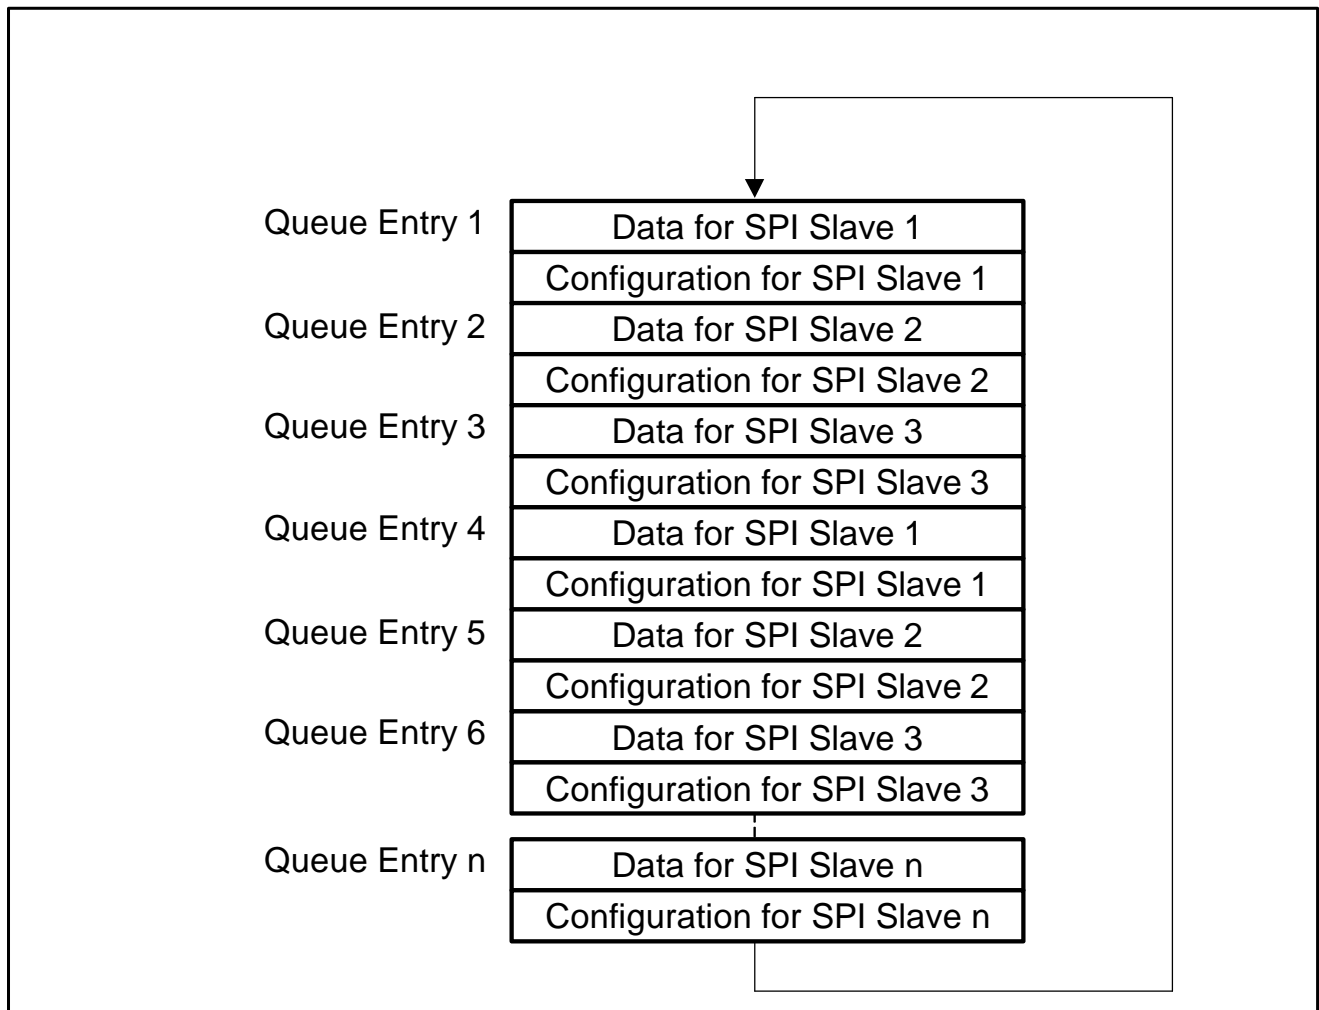 Queue Entry 1
Data for SPI Slave 1
Configuration for SPI Slave 1
Queue Entry 2
Data for SPI Slave 2
Configuration for SPI Slave 2
Queue Entry 3
Data for SPI Slave 3
Configuration for SPI Slave 3
Queue Entry 4
Data for SPI Slave 1
Configuration for SPI Slave 1
Queue Entry 5
Data for SPI Slave 2
Configuration for SPI Slave 2
Queue Entry 6
Data for SPI Slave 3
Configuration for SPI Slave 3
Queue Entry n
Data for SPI Slave n
Configuration for SPI Slave n